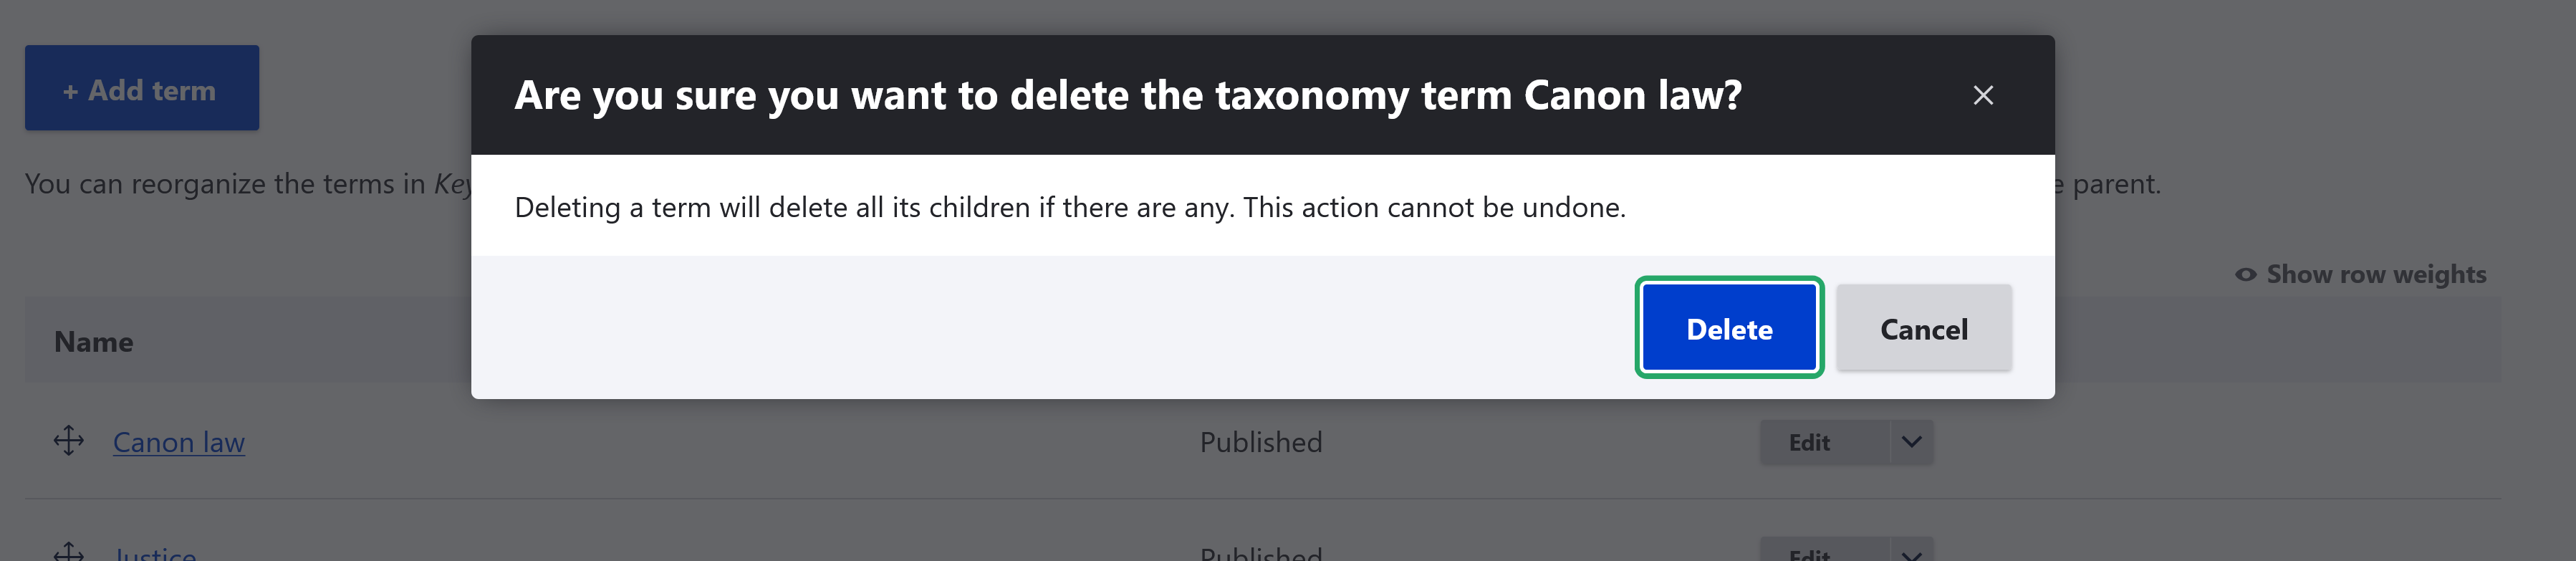 + Add term
Are you sure you want to delete the taxonomy term Canon law?
You can reorganize the terms in Key
e parent.
Deleting a term will delete all its children if there are any. This action cannot be undone.
Show row weights
Delete
Cancel
Name
Canon law
Published
Edit
Justice
Published
Edit